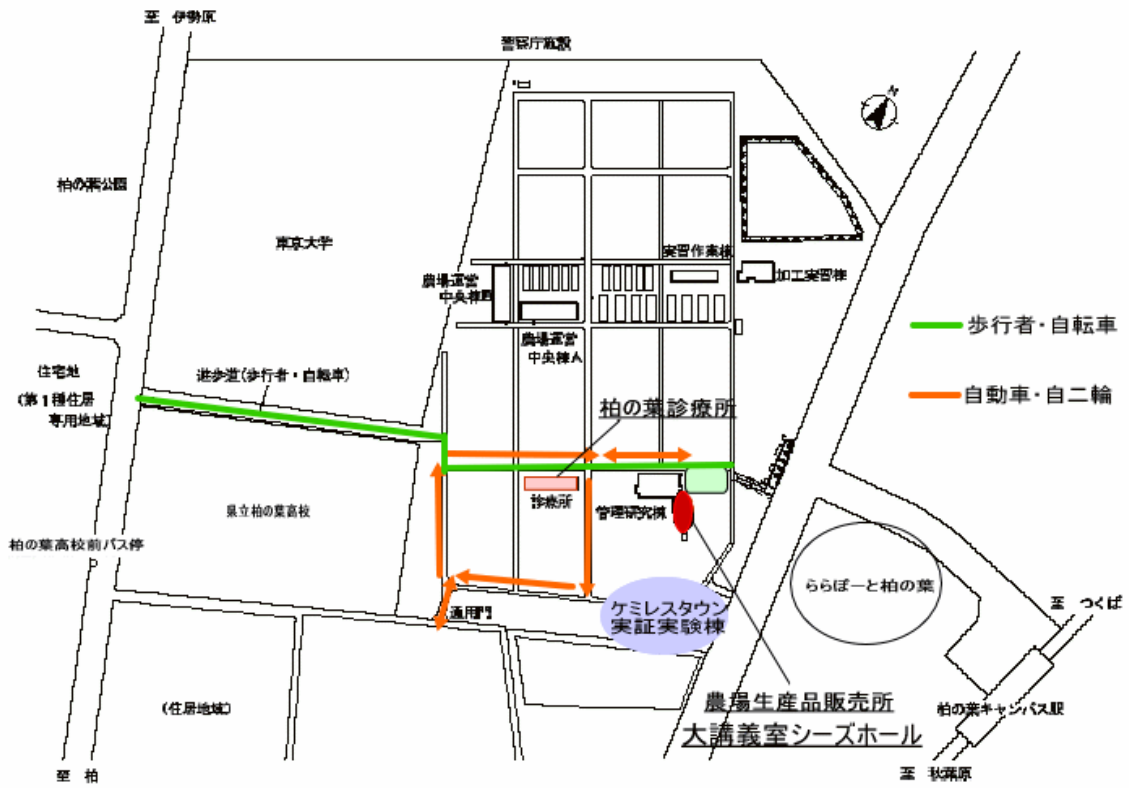 至 伊勢原
警察庁施設
N
柏の葉公園
東京大学
実習作業棟
加工実習棟
農場運営
中央棟B
歩行者・自転車
農場運営
中央棟A
住宅地
(第1種住居
専用地域)
遊歩道(歩行者・自転車)
自動車・自二輪
柏の葉診療所
診療所
管理研究棟
県立柏の葉高校
柏の葉高校前バス停
ららぽーと柏の葉
ケミレスタウン
実証実験棟
通用門
至 つくば
農場生産品販売所
大講義室シーズホール
(住居地域)
柏の葉キャンパス駅
至 柏
至 秋葉原